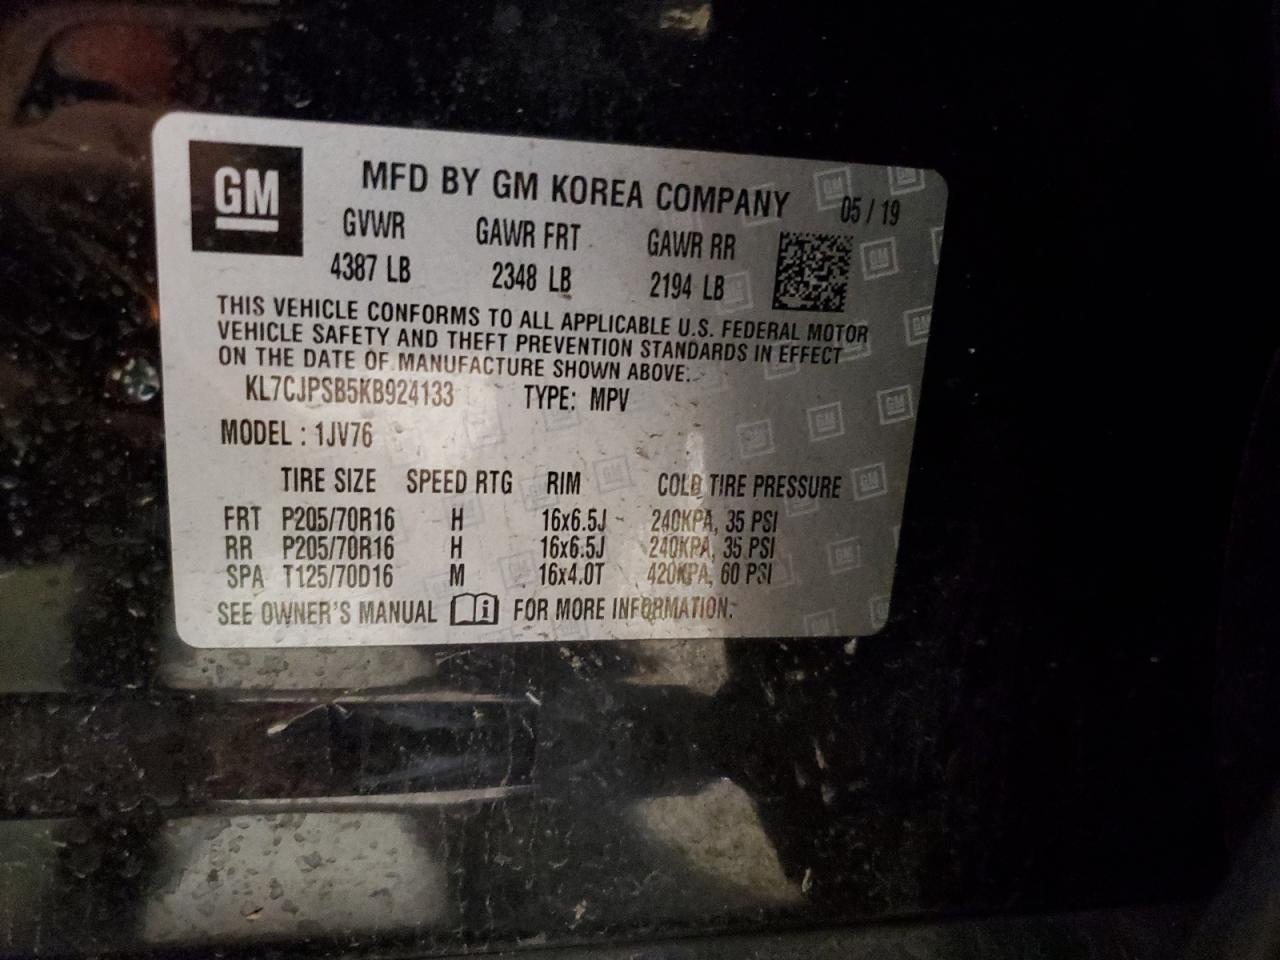 GM
MFD BY GM KOREA COMPANY 05 / 19
GVWR GAWR FRT GAWR RR
4387 LB 2348 LB 2194 LB
THIS VEHICLE CONFORMS TO ALL APPLICABLE U.S. FEDERAL MOTOR
VEHICLE SAFETY AND THEFT PREVENTION STANDARDS IN EFFECT
ON THE DATE OF MANUFACTURE SHOWN ABOVE.
KL7CJPSB5KB924133 TYPE: MPV
MODEL : 1JV76
TIRE SIZE SPEED RTG RIM COLD TIRE PRESSURE
FRT P205/70R16 H 16x6.5J 240KPA, 35 PSI
RR P205/70R16 H 16x6.5J 240KPA, 35 PSI
SPA T125/70D16 M 16x4.0T 420KPA, 60 PSI
SEE OWNER'S MANUAL i FOR MORE INFORMATION.